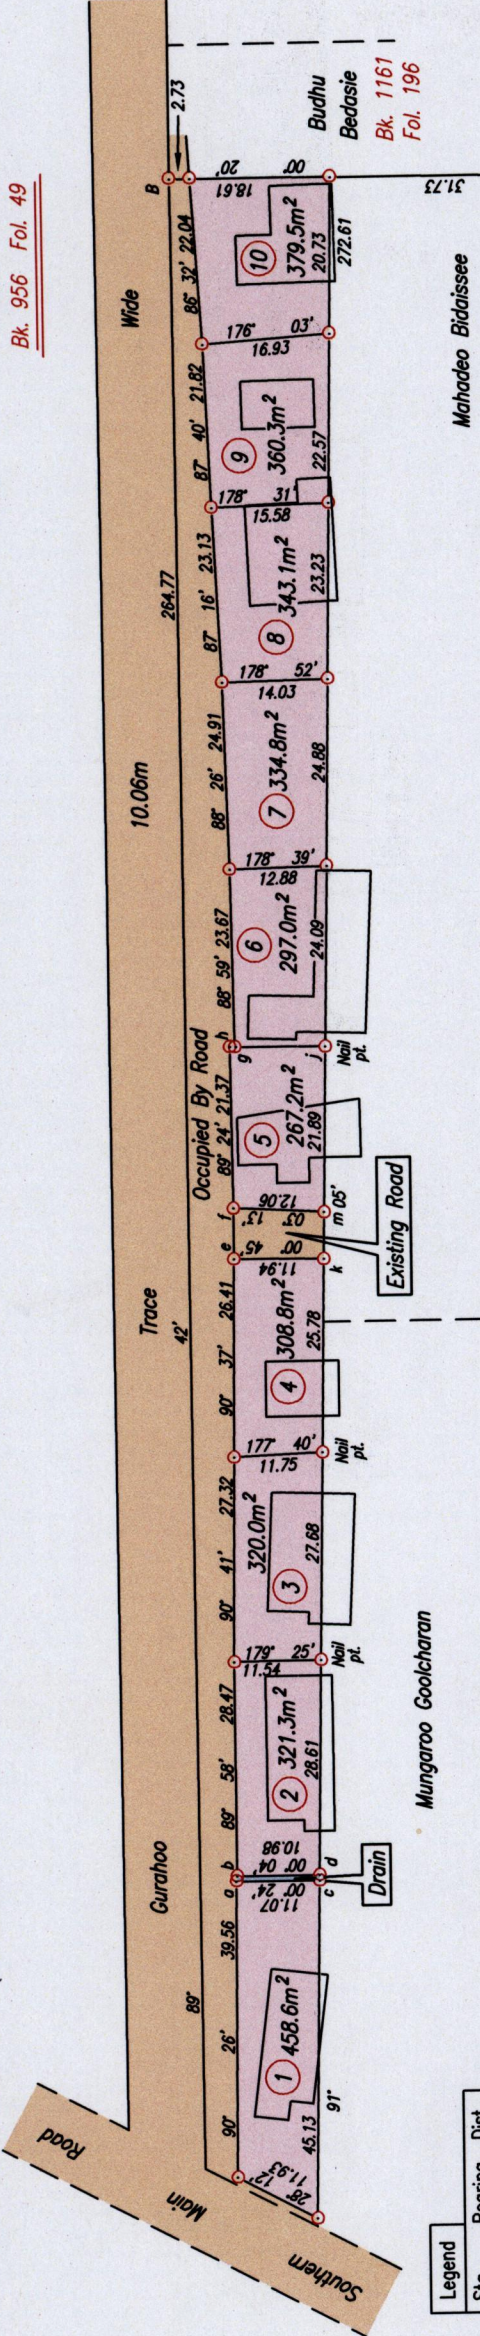 Bk. 956 Fol. 49
Southern
Main
Road
Gurahoo
Trace
10.06m
Wide
89° 42' 264.77
Occupied By Road
B
2.73
90° 26' 39.56
a
b
89° 58' 28.47
90° 41' 27.32
90° 37' 26.41
e
f
89° 24' 21.37
h
g
88° 59' 23.67
88° 26' 24.91
87° 16' 23.13
87° 40' 21.82
86° 32' 22.04
28° 12'
11.93
1
458.6m²
45.13
91°
00° 24'
11.07
00° 04'
10.98
c
d
Drain
2
321.3m²
28.61
179° 25'
11.54
Nail
pt.
3
320.0m²
27.68
177° 40'
11.75
Nail
pt.
4
308.8m²
25.78
00° 45'
11.94
k
03° 13'
12.06
m
05'
Existing Road
5
267.2m²
21.89
j
Nail
pt.
6
297.0m²
24.09
178° 39'
12.88
7
334.8m²
24.88
178° 52'
14.03
8
343.1m²
23.23
178° 31'
15.58
9
360.3m²
22.57
176° 03'
16.93
10
379.5m²
20.73
272.61
00° 20'
18.61
31.73
Budhu
Bedasie
Bk. 1161
Fol. 196
Mungaroo Goolcharan
Mahadeo Bidaissee
Legend
Sta. Bearing Dist.